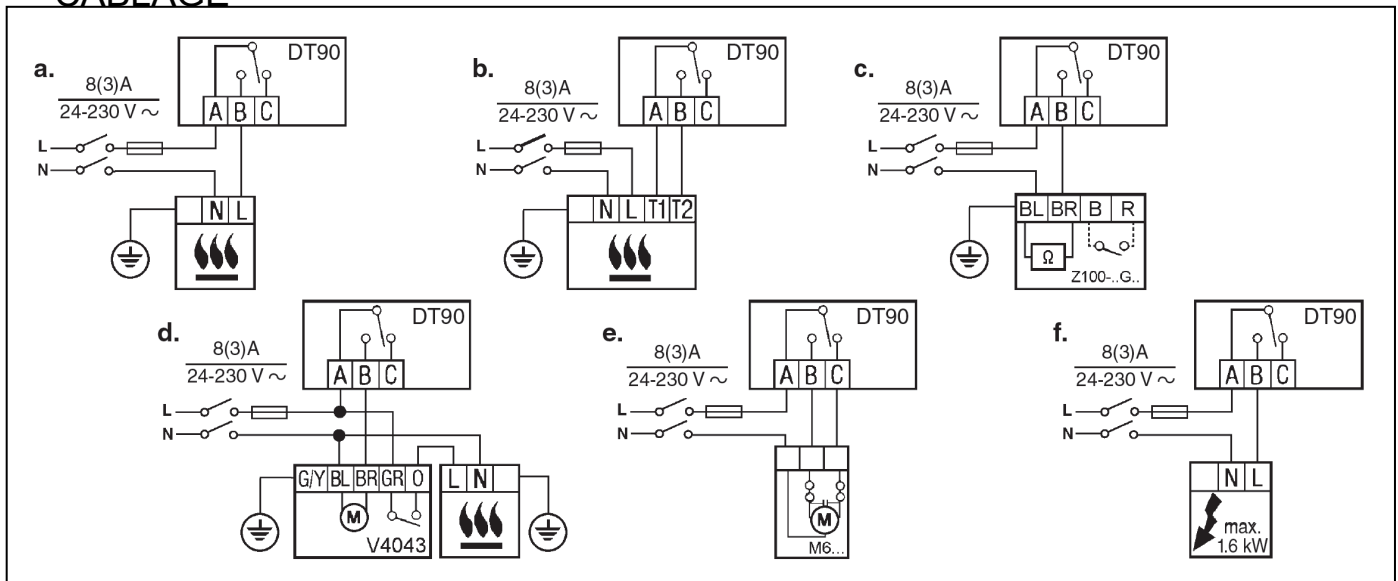 CABLAGE
a.
DT90
8(3)A
24-230 V ~
A B C
L
N
N L
b.
DT90
8(3)A
24-230 V ~
A B C
L
N
N L T1 T2
c.
DT90
8(3)A
24-230 V ~
A B C
L
N
BL BR B R
Ω
Z100-..G..
d.
DT90
8(3)A
24-230 V ~
A B C
L
N
G/Y BL BR GR O
L N
M
V4043
e.
DT90
8(3)A
24-230 V ~
A B C
L
N
M
M6...
f.
DT90
8(3)A
24-230 V ~
A B C
L
N
N L
max.
1.6 kW